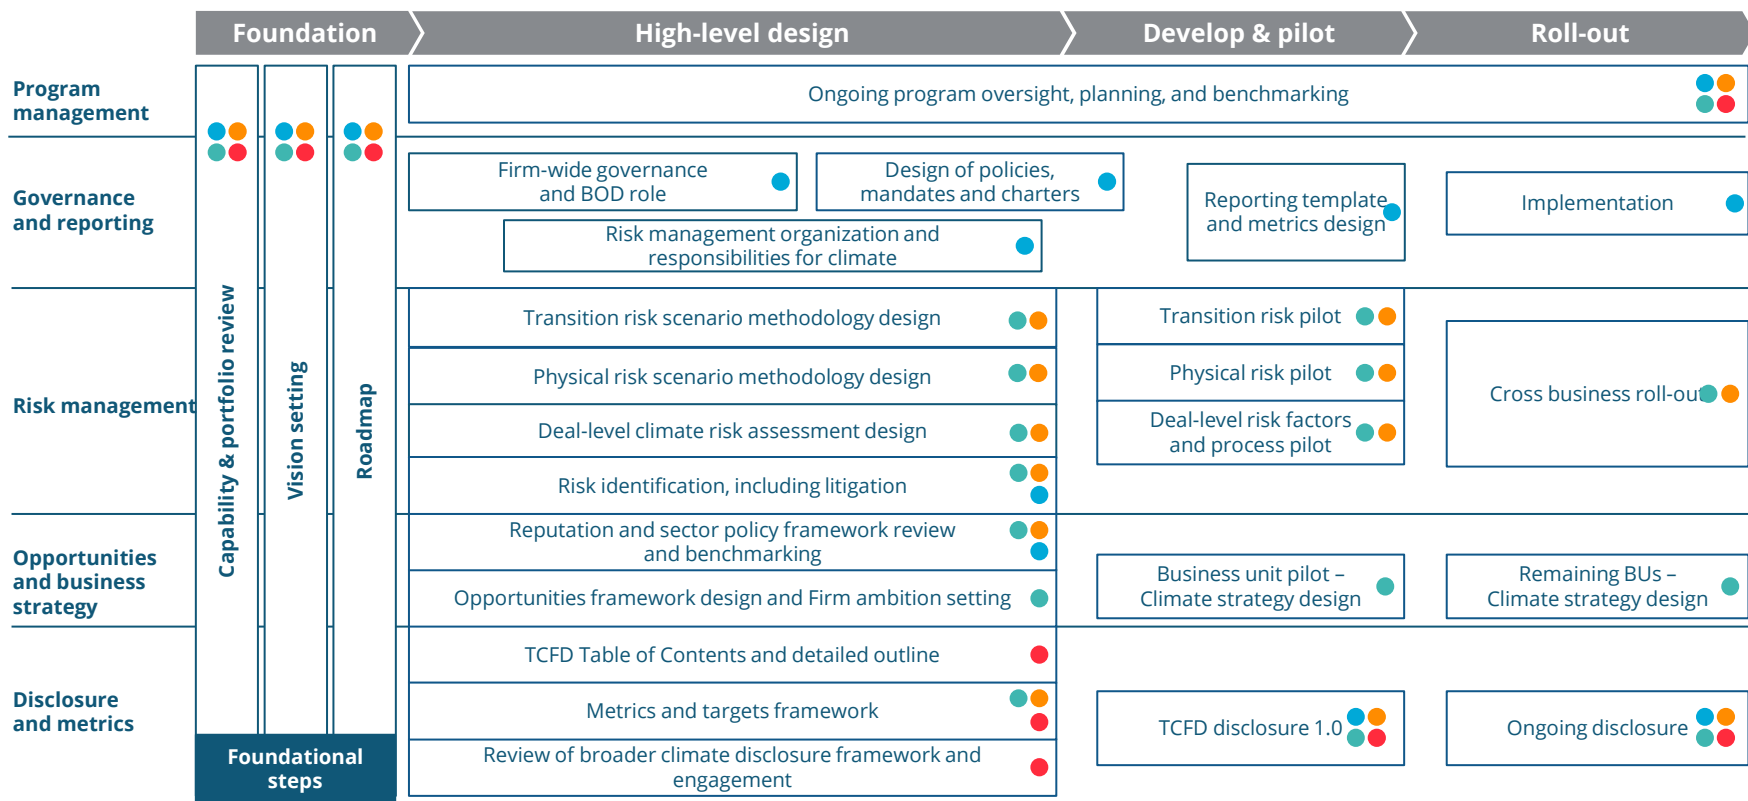 Foundation
High-level design
Develop & pilot
Roll-out
Program
management
Ongoing program oversight, planning, and benchmarking
Capability & portfolio review
Vision setting
Roadmap
Foundational
steps
Governance
and reporting
Firm-wide governance
and BOD role
Design of policies,
mandates and charters
Risk management organization and
responsibilities for climate
Reporting template
and metrics design
Implementation
Risk management
Transition risk scenario methodology design
Physical risk scenario methodology design
Deal-level climate risk assessment design
Risk identification, including litigation
Transition risk pilot
Physical risk pilot
Deal-level risk factors
and process pilot
Cross business roll-out
Opportunities
and business
strategy
Reputation and sector policy framework review
and benchmarking
Opportunities framework design and Firm ambition setting
Business unit pilot –
Climate strategy design
Remaining BUs –
Climate strategy design
Disclosure
and metrics
TCFD Table of Contents and detailed outline
Metrics and targets framework
Review of broader climate disclosure framework and
engagement
TCFD disclosure 1.0
Ongoing disclosure